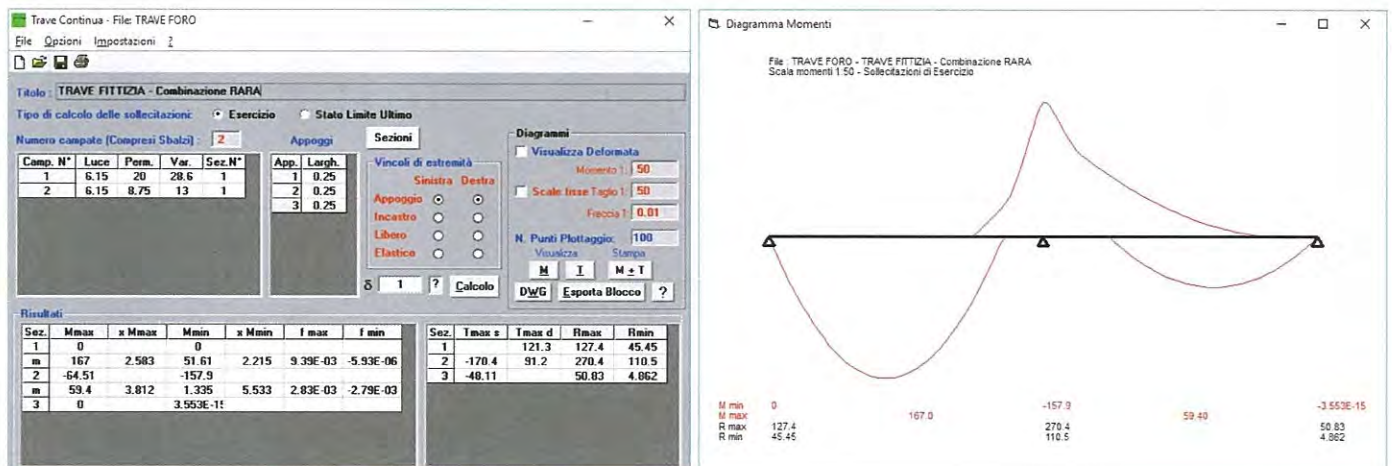 Trave Continua - File: TRAVE FORO
File Opzioni Impostazioni ?
Titolo : TRAVE FITTIZIA - Combinazione RARA
Tipo di calcolo delle sollecitazioni: Esercizio Stato Limite Ultimo
Numero campate (Compresi Sbalzi) : 2
Camp. N° Luce Perm. Var. Sez.N°
1 6.15 20 28.6 1
2 6.15 8.75 13 1
Appoggi
App. Largh.
1 0.25
2 0.25
3 0.25
Sezioni
Vincoli di estremità
Sinistra Destra
Appoggio
Incastro
Libero
Elastico
δ 1 ? Calcolo
Diagrammi
Visualizza Deformata
Momento 1: 50
Scale fisse Taglio 1: 50
Freccia 1: 0.01
N. Punti Plottaggio: 100
Visualizza Stampa
M T M + T
DWG Esporta Blocco ?
Risultati
Sez. Mmax x Mmax Mmin x Mmin f max f min
1 0 0
m 167 2.583 51.61 2.215 9.39E-03 -5.93E-06
2 -64.51 -157.9
m 59.4 3.812 1.335 5.533 2.83E-03 -2.79E-03
3 0 3.553E-15
Sez. Tmax s Tmax d Rmax Rmin
1 121.3 127.4 45.45
2 -170.4 91.2 270.4 110.5
3 -48.11 50.83 4.862
Diagramma Momenti
File : TRAVE FORO - TRAVE FITTIZIA - Combinazione RARA
Scala momenti 1:50 - Sollecitazioni di Esercizio
M min 0 -157.9 -3.553E-15
M max 167.0 59.40
R max 127.4 270.4 50.83
R min 45.45 110.5 4.862